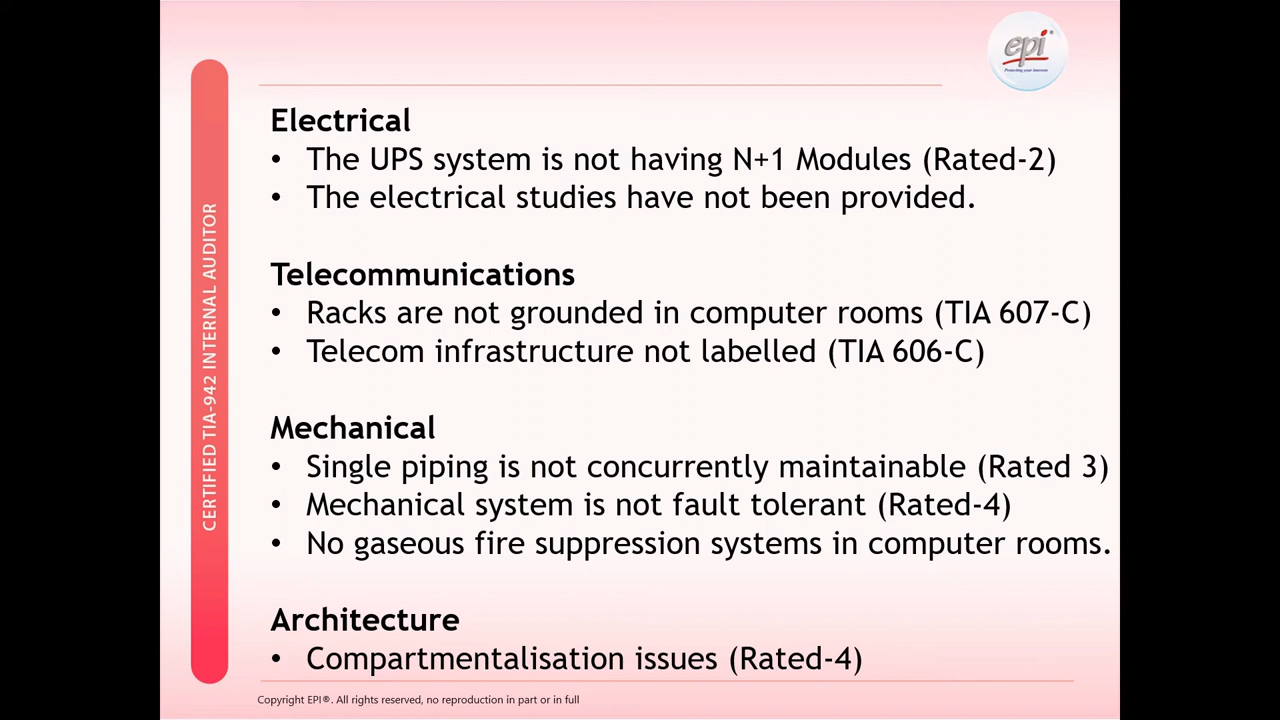 epi®
Protecting your interests
CERTIFIED TIA-942 INTERNAL AUDITOR
Electrical
• The UPS system is not having N+1 Modules (Rated-2)
• The electrical studies have not been provided.
Telecommunications
• Racks are not grounded in computer rooms (TIA 607-C)
• Telecom infrastructure not labelled (TIA 606-C)
Mechanical
• Single piping is not concurrently maintainable (Rated 3)
• Mechanical system is not fault tolerant (Rated-4)
• No gaseous fire suppression systems in computer rooms.
Architecture
• Compartmentalisation issues (Rated-4)
Copyright EPI®. All rights reserved, no reproduction in part or in full